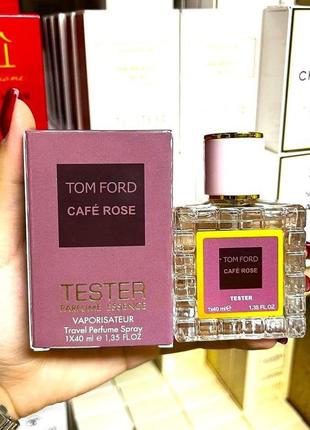 TOM FORD
CAFÉ ROSE
TESTER
PARFUME ESSENCE
VAPORISATEUR
Travel Perfume Spray
1X40 ml e 1,35 FLOZ
TOM FORD
CAFÉ ROSE
TESTER
1X40 ml e 1,35 FL.OZ